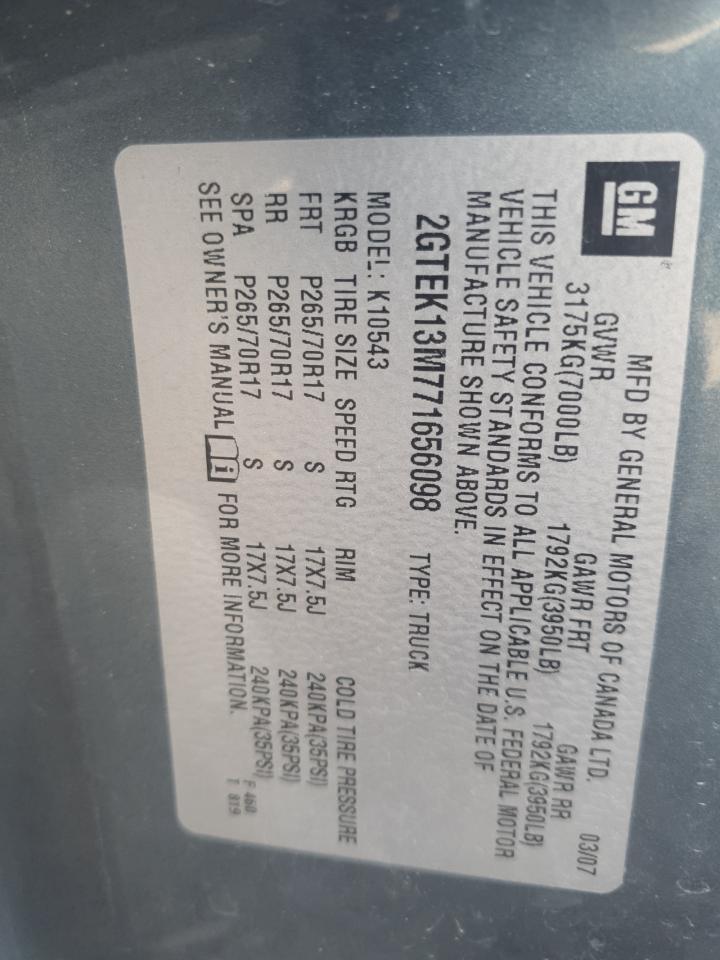 GM
MFD BY GENERAL MOTORS OF CANADA LTD.
03/07
GVWR GAWR FRT GAWR RR
3175KG(7000LB) 1792KG(3950LB) 1792KG(3950LB)
THIS VEHICLE CONFORMS TO ALL APPLICABLE U.S. FEDERAL MOTOR
VEHICLE SAFETY STANDARDS IN EFFECT ON THE DATE OF
MANUFACTURE SHOWN ABOVE.
2GTEK13M771656098 TYPE: TRUCK
MODEL: K10543
KRGB TIRE SIZE SPEED RTG RIM COLD TIRE PRESSURE
FRT P265/70R17 S 17X7.5J 240KPA(35PSI)
RR P265/70R17 S 17X7.5J 240KPA(35PSI)
SPA P265/70R17 S 17X7.5J 240KPA(35PSI)
SEE OWNER'S MANUAL i FOR MORE INFORMATION.
F 460
T 819